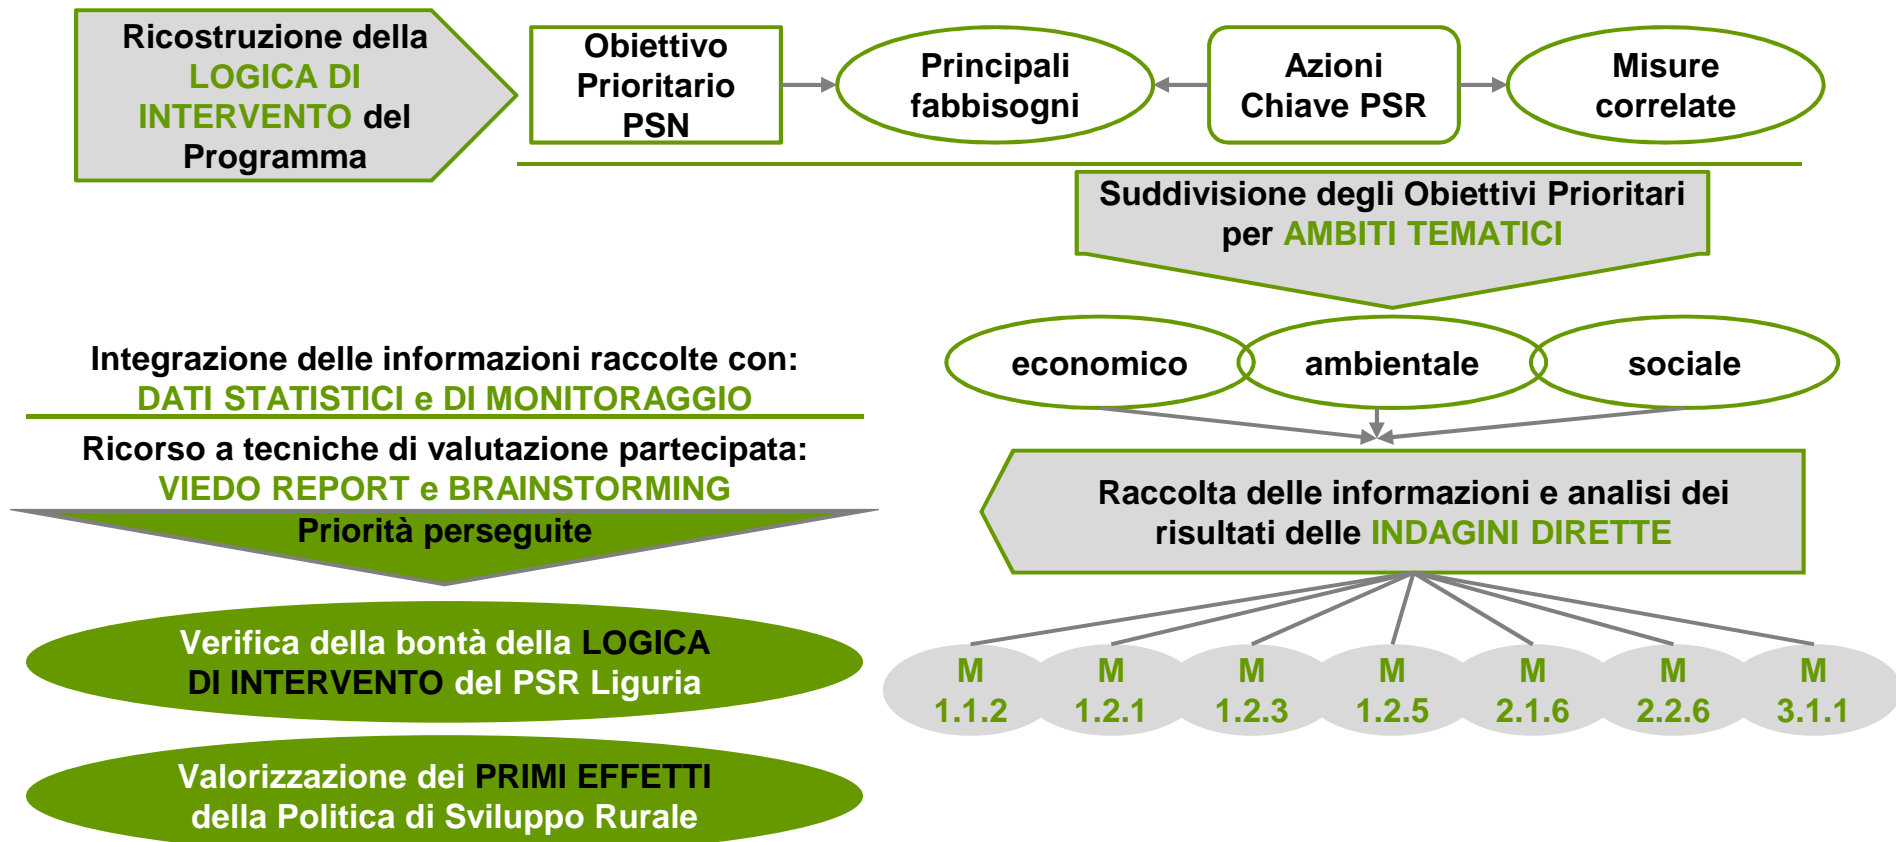 Ricostruzione della
LOGICA DI
INTERVENTO del
Programma
Obiettivo
Prioritario
PSN
Principali
fabbisogni
Azioni
Chiave PSR
Misure
correlate
Suddivisione degli Obiettivi Prioritari
per AMBITI TEMATICI
economico
ambientale
sociale
Raccolta delle informazioni e analisi dei
risultati delle INDAGINI DIRETTE
M
1.1.2
M
1.2.1
M
1.2.3
M
1.2.5
M
2.1.6
M
2.2.6
M
3.1.1
Integrazione delle informazioni raccolte con:
DATI STATISTICI e DI MONITORAGGIO
Ricorso a tecniche di valutazione partecipata:
VIEDO REPORT e BRAINSTORMING
Priorità perseguite
Verifica della bontà della LOGICA
DI INTERVENTO del PSR Liguria
Valorizzazione dei PRIMI EFFETTI
della Politica di Sviluppo Rurale